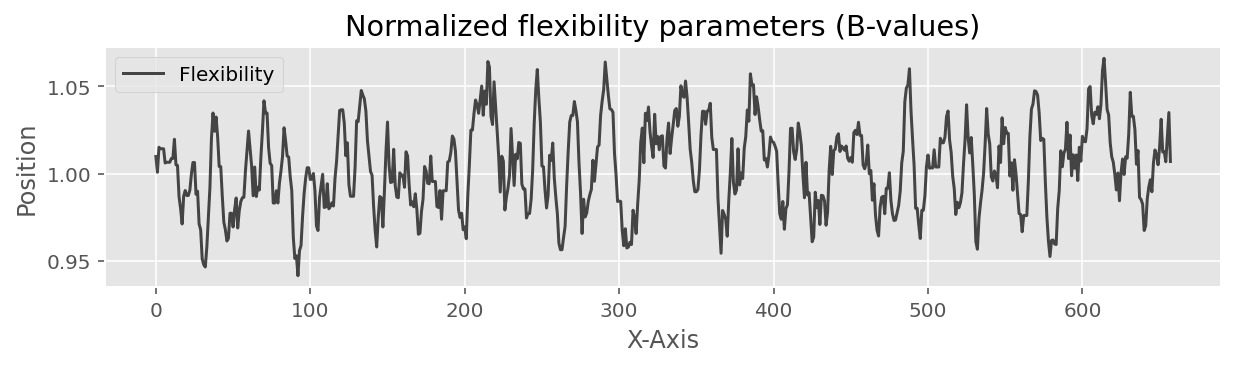 Normalized flexibility parameters (B-values)
Flexibility
1.05
1.00
0.95
Position
0 100 200 300 400 500 600
X-Axis